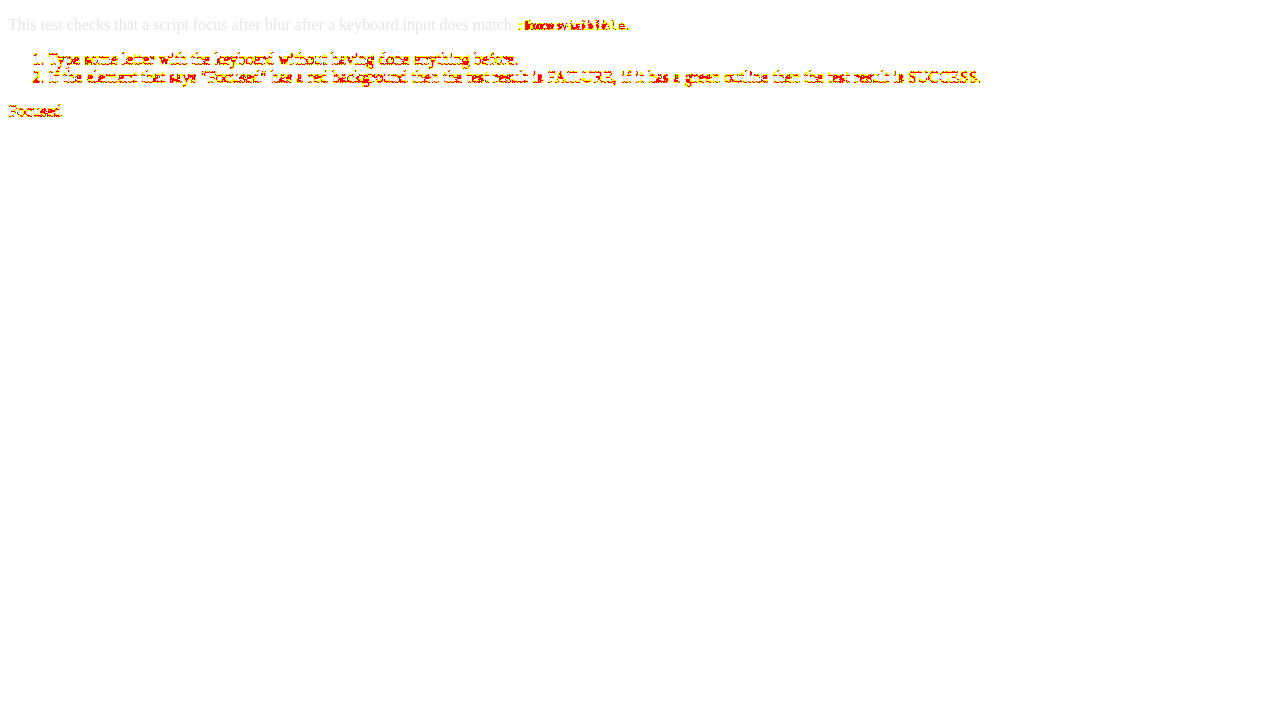 This test checks that a script focus after blur after a keyboard input does match
1. Type some letter with the keyboard without having done anything before.
2. If the element that says "Focused" has a red background then the test result is FAILURE, if it has a green outline then the test result is SUCCESS.
Focused